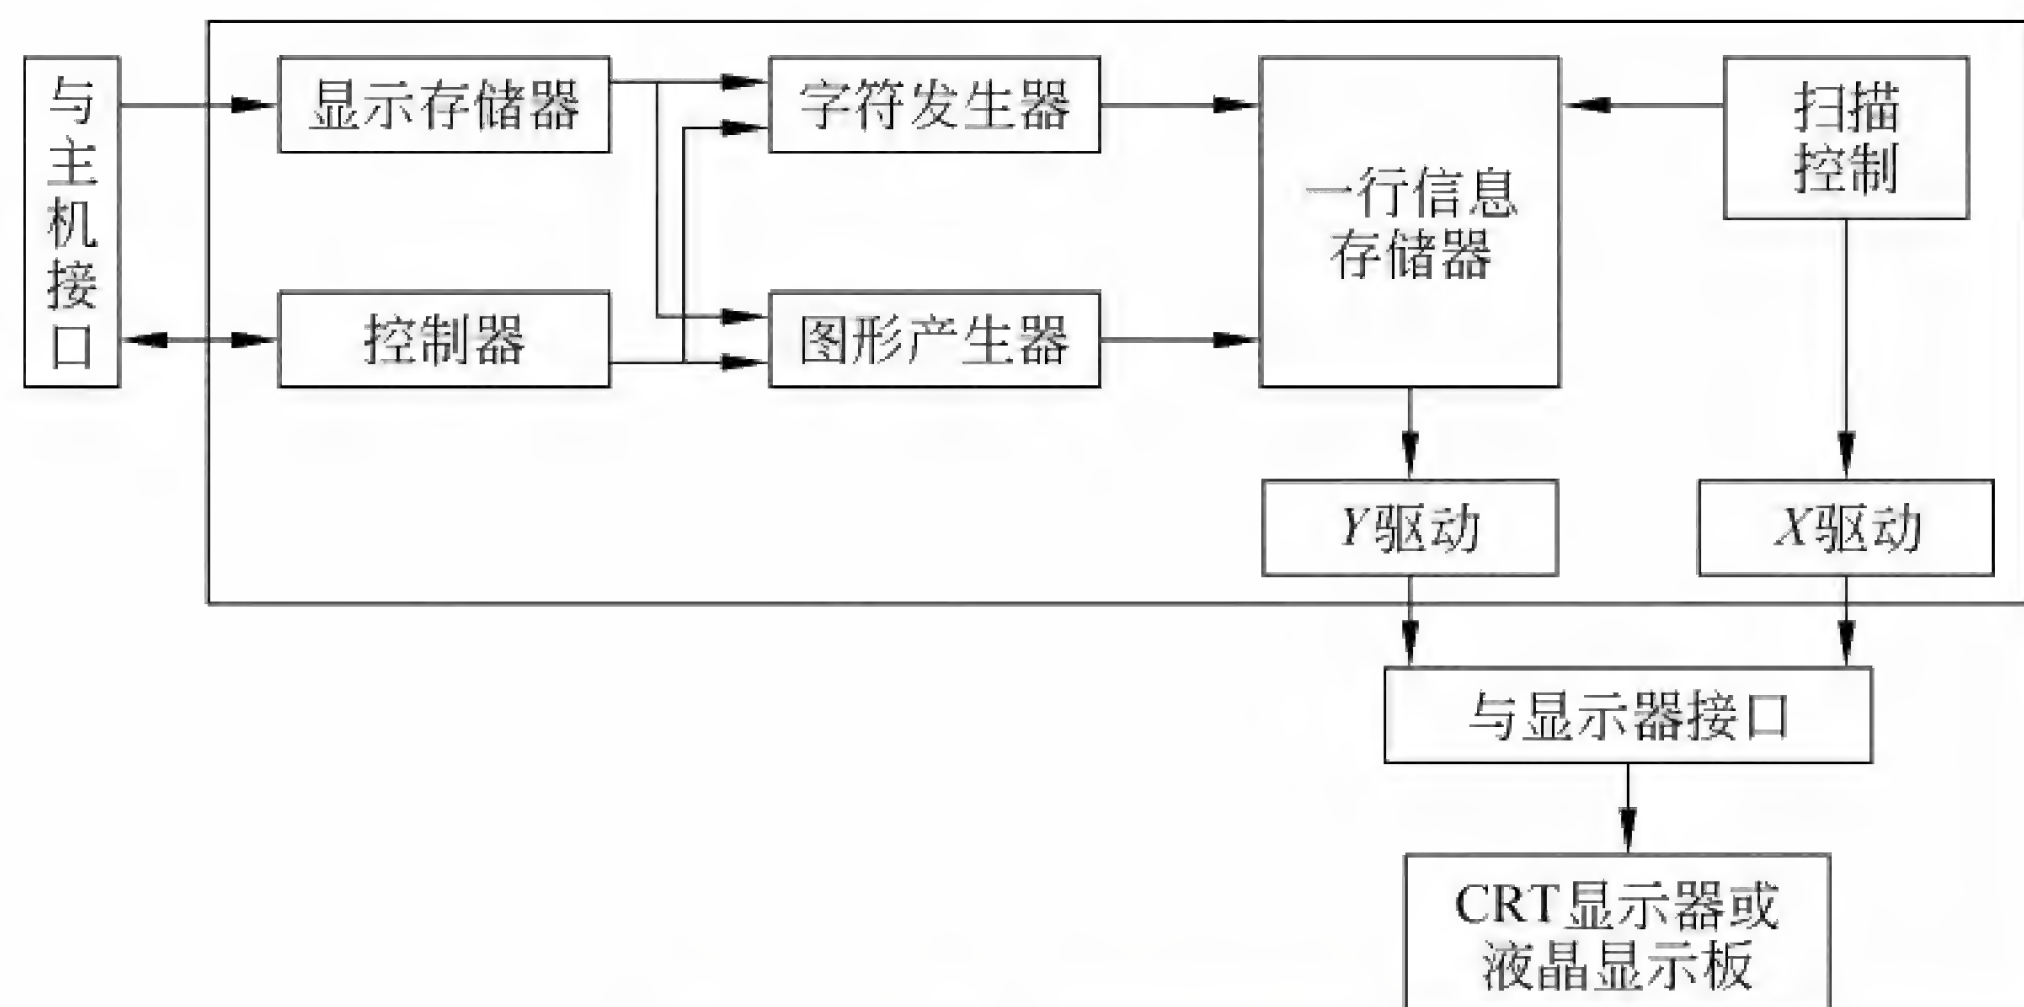 与主机接口
显示存储器
字符发生器
扫描
控制
一行信息
存储器
控制器
图形产生器
Y驱动
X驱动
与显示器接口
CRT显示器或
液晶显示板